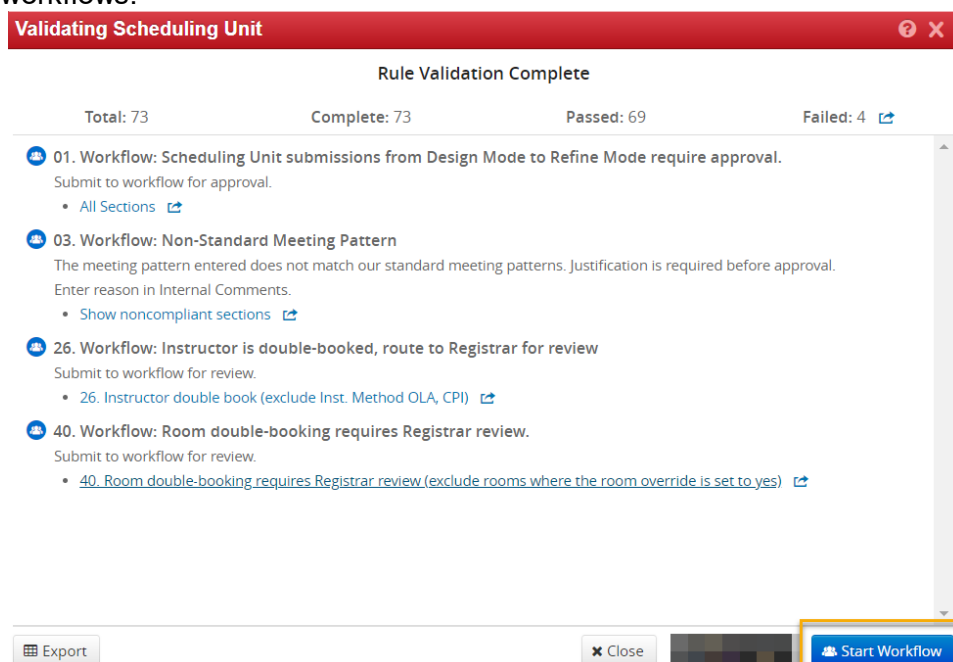 workflows.
Validating Scheduling Unit
Rule Validation Complete
Total: 73 Complete: 73 Passed: 69 Failed: 4
01. Workflow: Scheduling Unit submissions from Design Mode to Refine Mode require approval.
Submit to workflow for approval.
• All Sections
03. Workflow: Non-Standard Meeting Pattern
The meeting pattern entered does not match our standard meeting patterns. Justification is required before approval.
Enter reason in Internal Comments.
• Show noncompliant sections
26. Workflow: Instructor is double-booked, route to Registrar for review
Submit to workflow for review.
• 26. Instructor double book (exclude Inst. Method OLA, CPI)
40. Workflow: Room double-booking requires Registrar review.
Submit to workflow for review.
• 40. Room double-booking requires Registrar review (exclude rooms where the room override is set to yes)
Export Close Start Workflow